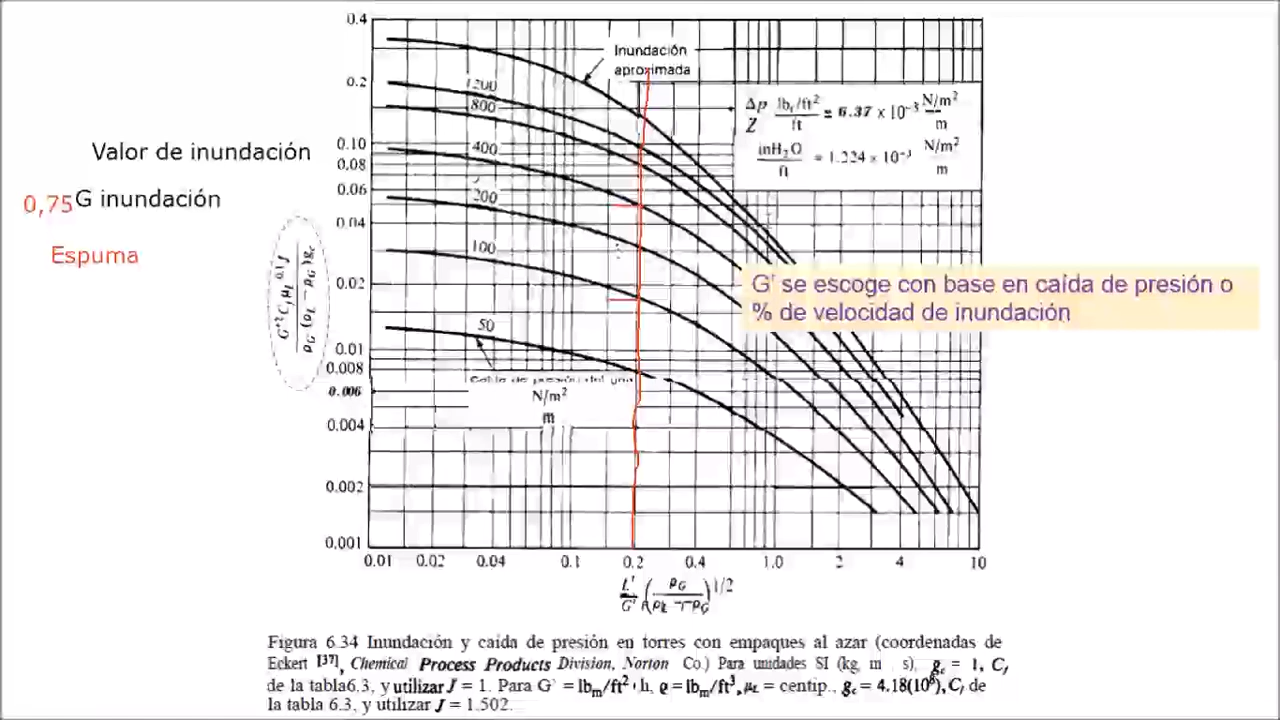 0.4
Inundación
aproximada
0.2
1200
800
Δp lbf/ft² = 6.37 x 10⁻³ N/m²
Z ft m
inH₂O = 1.224 x 10⁻³ N/m²
ft m
Valor de inundación
0.10
400
0.08
0.06
0,75 G inundación
200
0.04
100
Espuma
0.02
G' se escoge con base en caída de presión o
% de velocidad de inundación
50
0.01
0.008
0.006
N/m²
m
0.004
0.002
0.001
0.01 0.02 0.04 0.1 0.2 0.4 1.0 2 4 10
L'/G' (ρG/ρL − ρG)1/2
Figura 6.34 Inundación y caída de presión en torres con empaques al azar (coordenadas de
Eckert [37], Chemical Process Products Division, Norton Co.) Para unidades SI (kg, m, s), gc = 1, Cf
de la tabla6.3, y utilizar J = 1. Para G' = lbm/ft² · h, ϱ = lbm/ft³, μL = centip., gc = 4.18(10⁸), Cf de
la tabla 6.3, y utilizar J = 1.502.